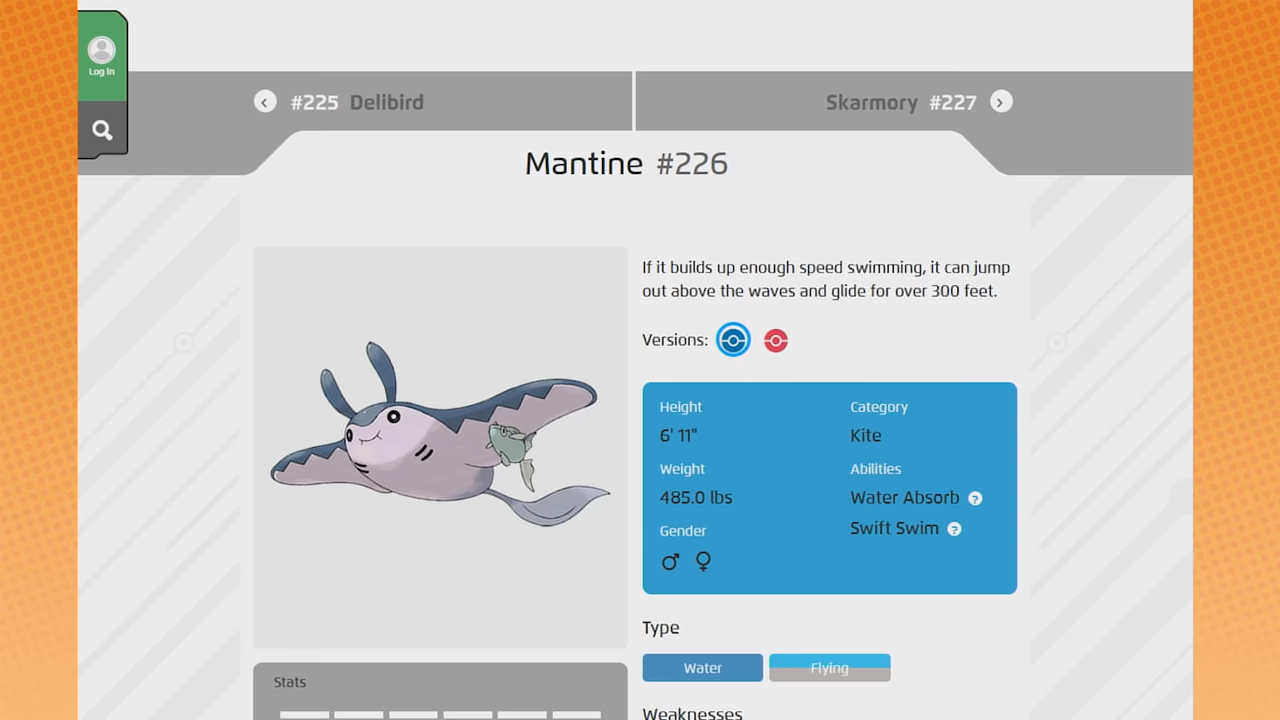 Log In
#225 Delibird
Skarmory #227
Mantine #226
If it builds up enough speed swimming, it can jump
out above the waves and glide for over 300 feet.
Versions:
Height
6' 11"
Weight
485.0 lbs
Gender
♂ ♀
Category
Kite
Abilities
Water Absorb ?
Swift Swim ?
Type
Water
Flying
Stats
Weaknesses